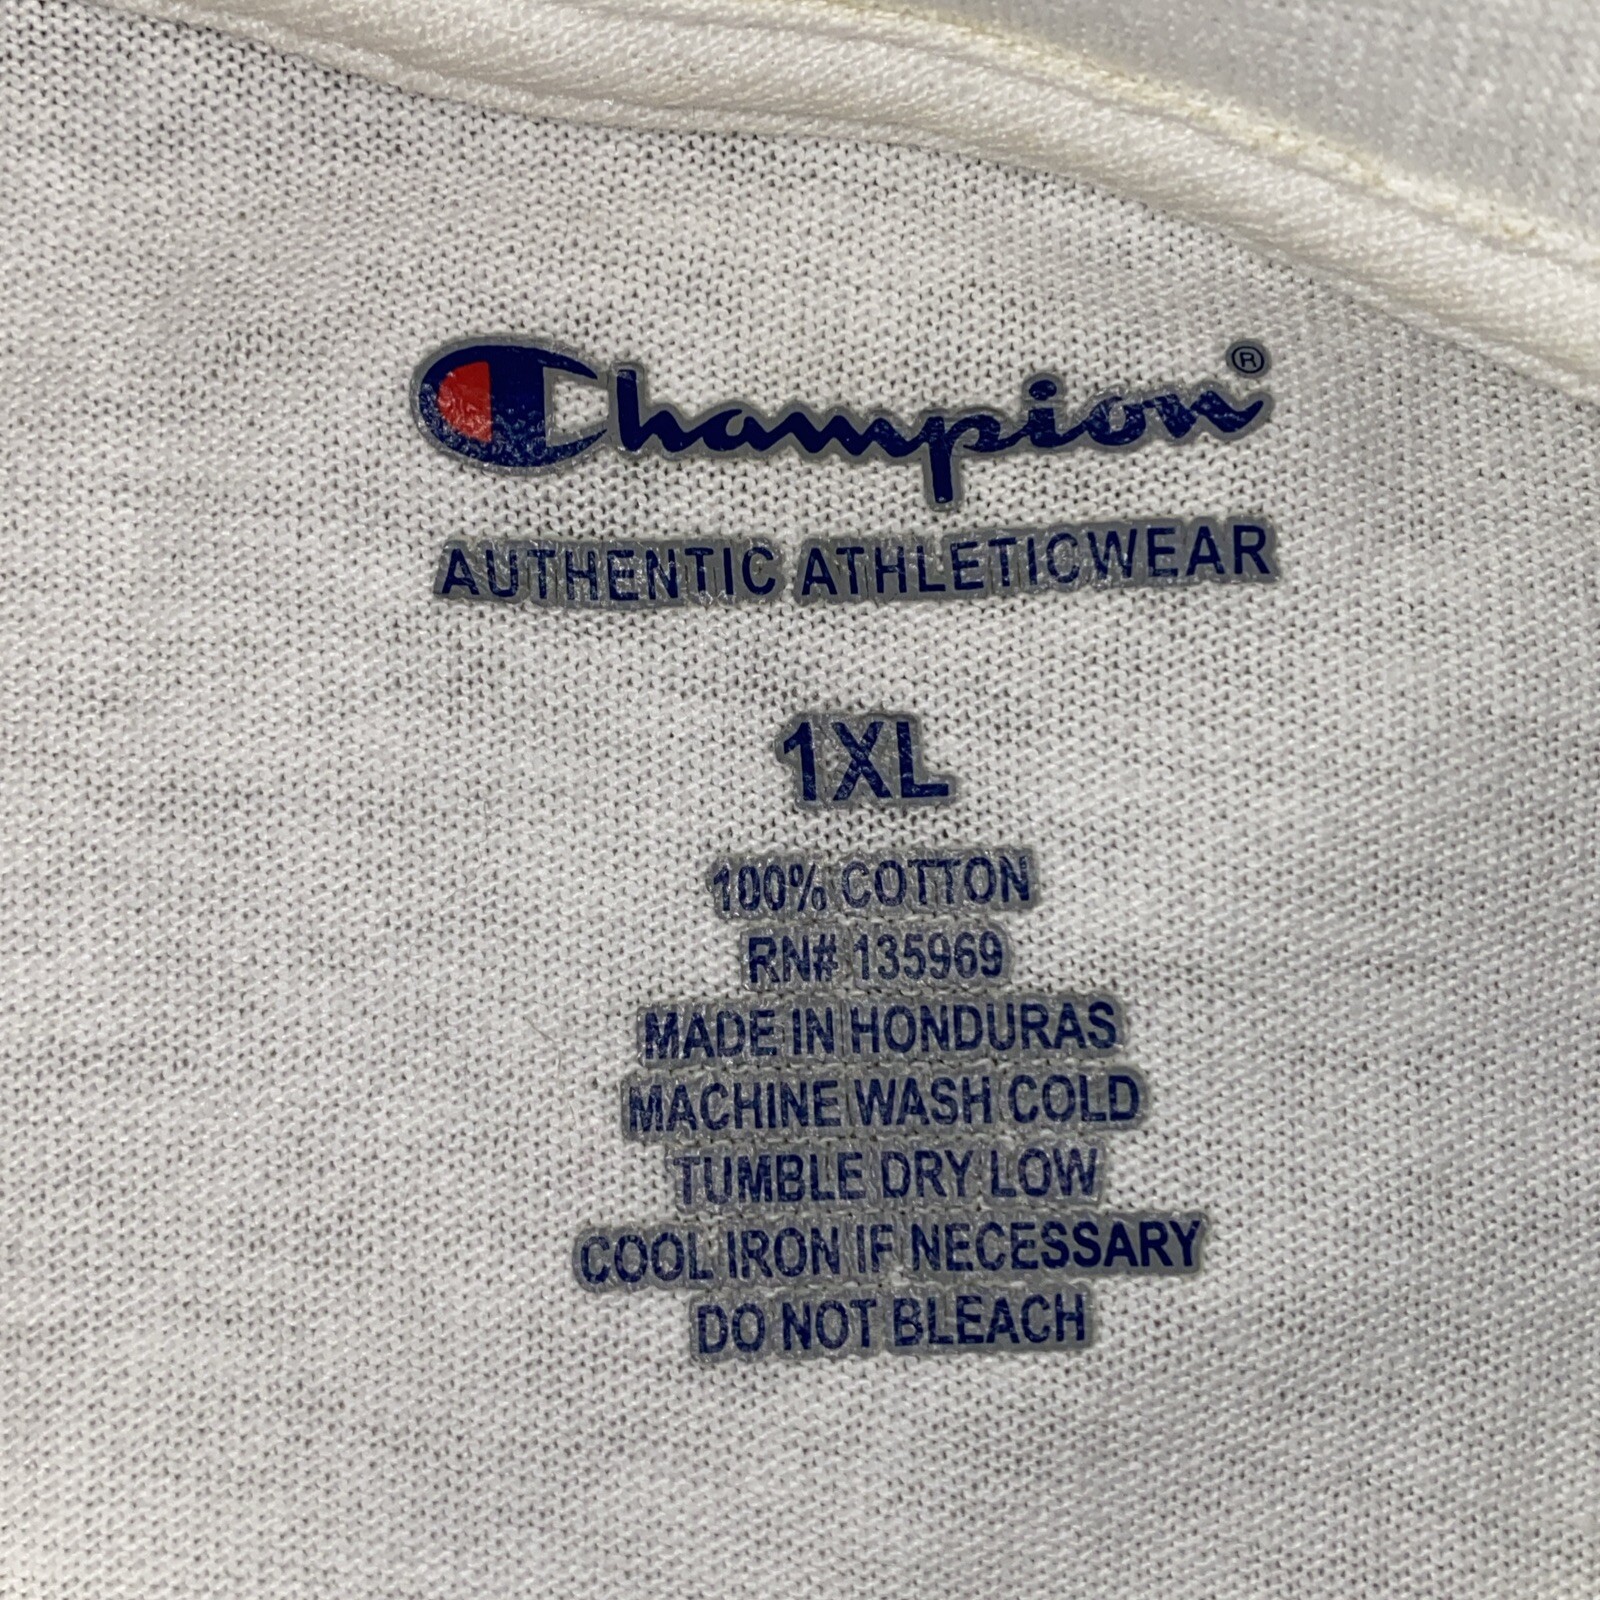 Champion®
AUTHENTIC ATHLETICWEAR
1XL
100% COTTON
RN# 135969
MADE IN HONDURAS
MACHINE WASH COLD
TUMBLE DRY LOW
COOL IRON IF NECESSARY
DO NOT BLEACH